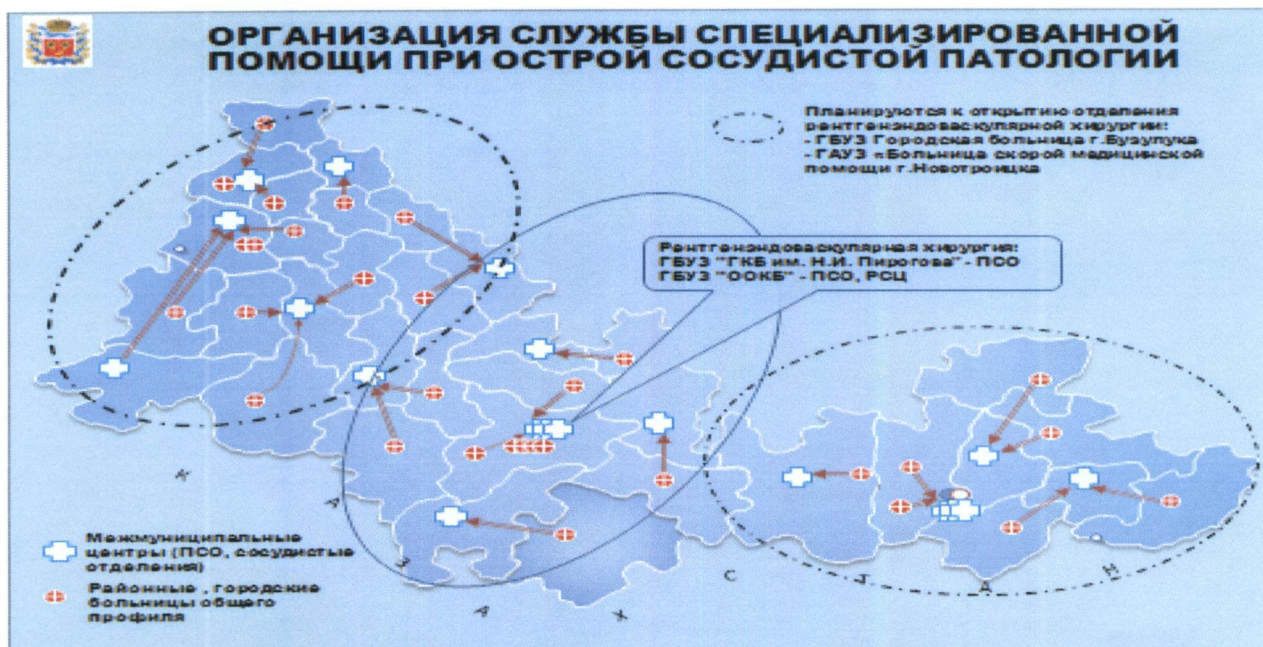 ОРГАНИЗАЦИЯ СЛУЖБЫ СПЕЦИАЛИЗИРОВАННОЙ
ПОМОЩИ ПРИ ОСТРОЙ СОСУДИСТОЙ ПАТОЛОГИИ
Планируются к открытию отделения
рентгенэндоваскулярной хирургии:
- ГБУЗ Городская больница г.Бузулука
- ГАУЗ «Больница скорой медицинской
помощи г.Новотроицка
Рентгенэндоваскулярная хирургия:
ГБУЗ "ГКБ им. Н.И. Пирогова" - ПСО
ГБУЗ "ООКБ" - ПСО, РСЦ
К А З А Х С Т А Н
Межмуниципальные
центры (ПСО, сосудистые
отделения)
Районные , городские
больницы общего
профиля